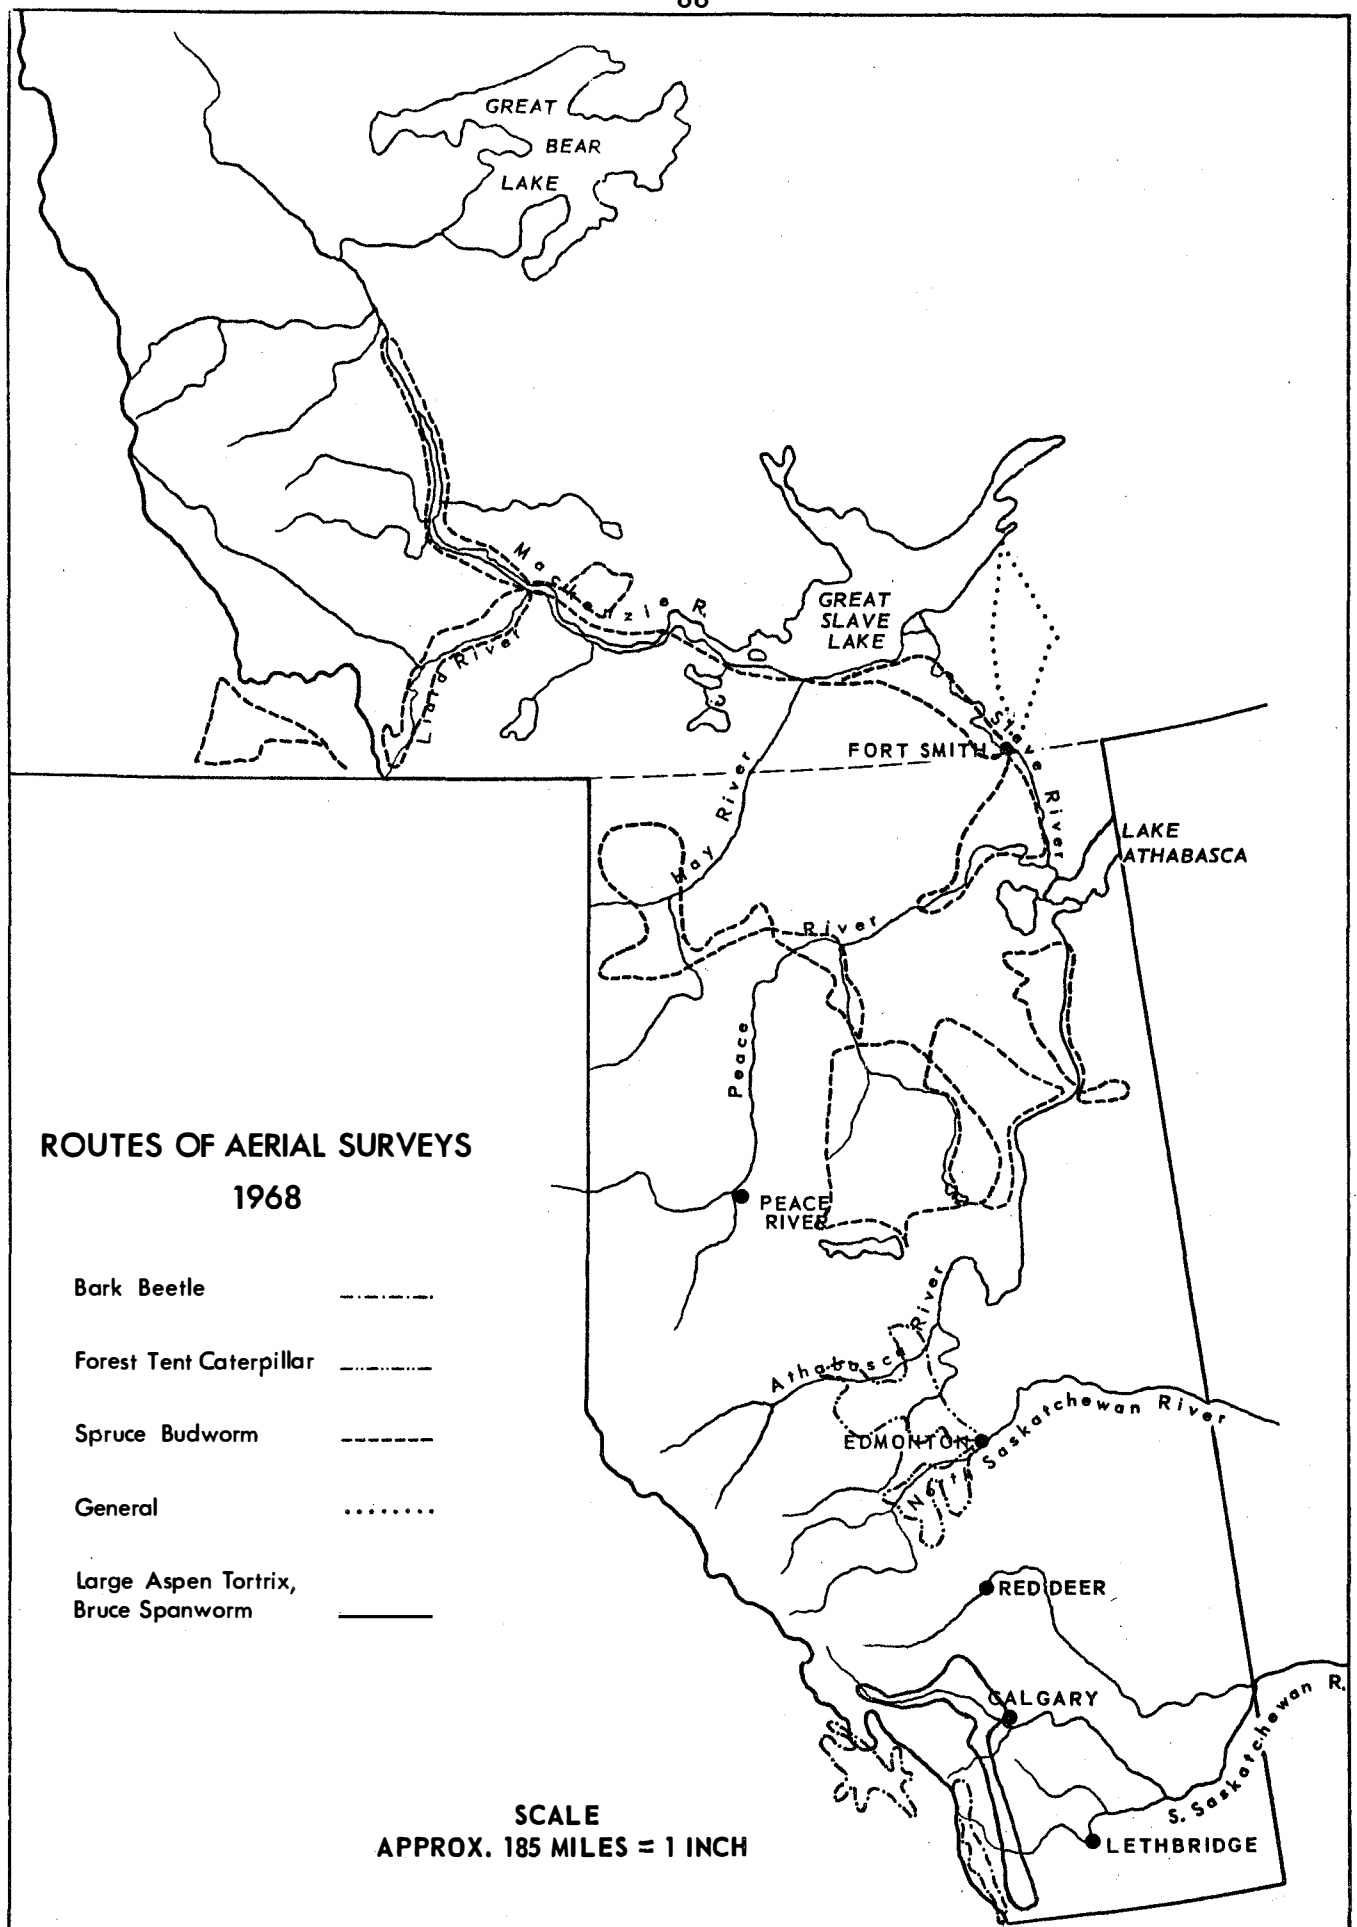 GREAT
BEAR
LAKE
Mackenzie R.
GREAT
SLAVE
LAKE
Liard River
Slave River
FORT SMITH
Hay River
LAKE
ATHABASCA
Peace River
PEACE
RIVER
Athabasca River
EDMONTON
North Saskatchewan River
RED DEER
CALGARY
S. Saskatchewan R.
LETHBRIDGE
ROUTES OF AERIAL SURVEYS
1968
Bark Beetle
Forest Tent Caterpillar
Spruce Budworm
General
Large Aspen Tortrix,
Bruce Spanworm
SCALE
APPROX. 185 MILES = 1 INCH